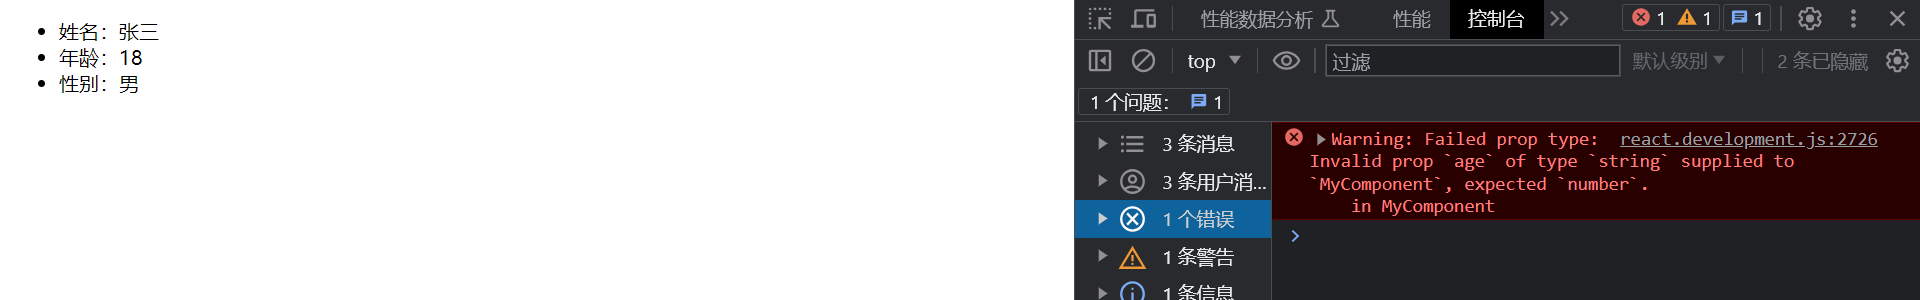 姓名：张三
年龄：18
性别：男
性能数据分析 性能 控制台 1 1 1
top 过滤 默认级别 2 条已隐藏
1 个问题： 1
3 条消息
3 条用户消...
1 个错误
1 条警告
1 条信息
Warning: Failed prop type: react.development.js:2726
Invalid prop `age` of type `string` supplied to
`MyComponent`, expected `number`.
in MyComponent